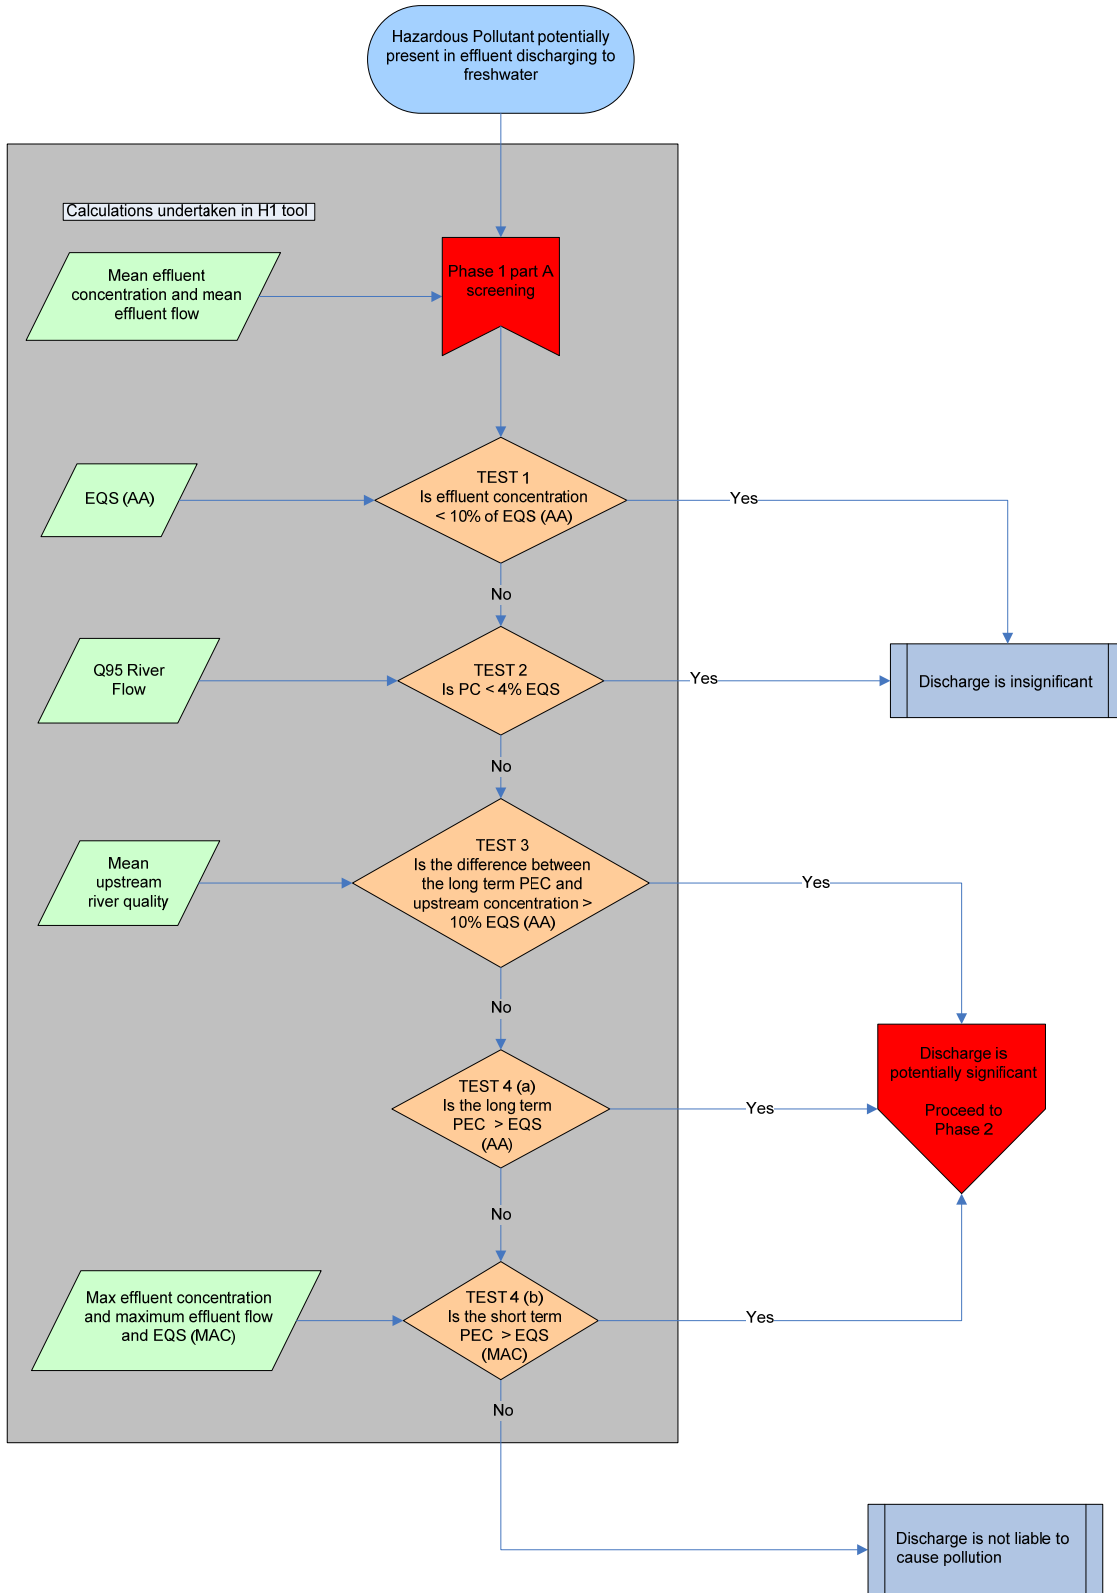 Hazardous Pollutant potentially
present in effluent discharging to
freshwater
Calculations undertaken in H1 tool
Mean effluent
concentration and mean
effluent flow
Phase 1 part A
screening
EQS (AA)
TEST 1
Is effluent concentration
< 10% of EQS (AA)
Yes
No
Q95 River
Flow
TEST 2
Is PC < 4% EQS
Yes
Discharge is insignificant
No
Mean
upstream
river quality
TEST 3
Is the difference between
the long term PEC and
upstream concentration >
10% EQS (AA)
Yes
No
TEST 4 (a)
Is the long term
PEC > EQS
(AA)
Yes
Discharge is
potentially significant
Proceed to
Phase 2
No
Max effluent concentration
and maximum effluent flow
and EQS (MAC)
TEST 4 (b)
Is the short term
PEC > EQS
(MAC)
Yes
No
Discharge is not liable to
cause pollution